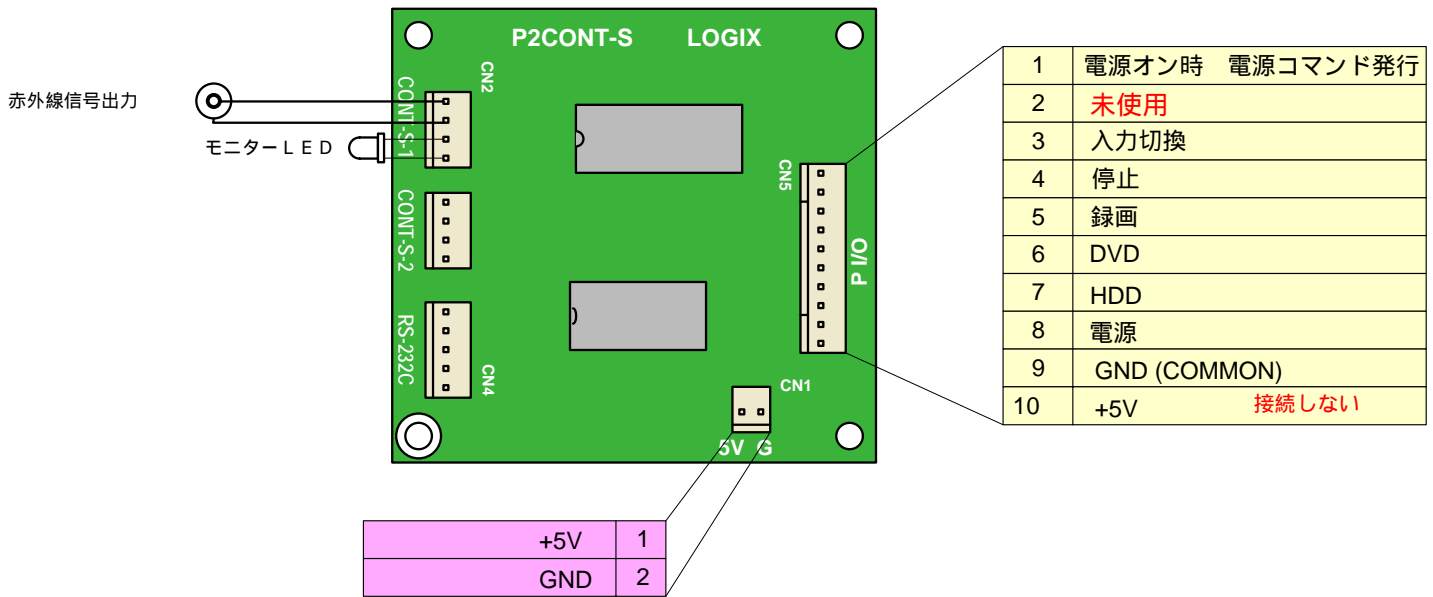 P2CONT-S LOGIX
赤外線信号出力
モニターＬＥＤ
CN2
CONT-S-1
CONT-S-2
RS-232C
CN4
CN5
P I/O
CN1
5V G
1 電源オン時 電源コマンド発行
2 未使用
3 入力切換
4 停止
5 録画
6 DVD
7 HDD
8 電源
9 GND (COMMON)
10 +5V 接続しない
+5V 1
GND 2